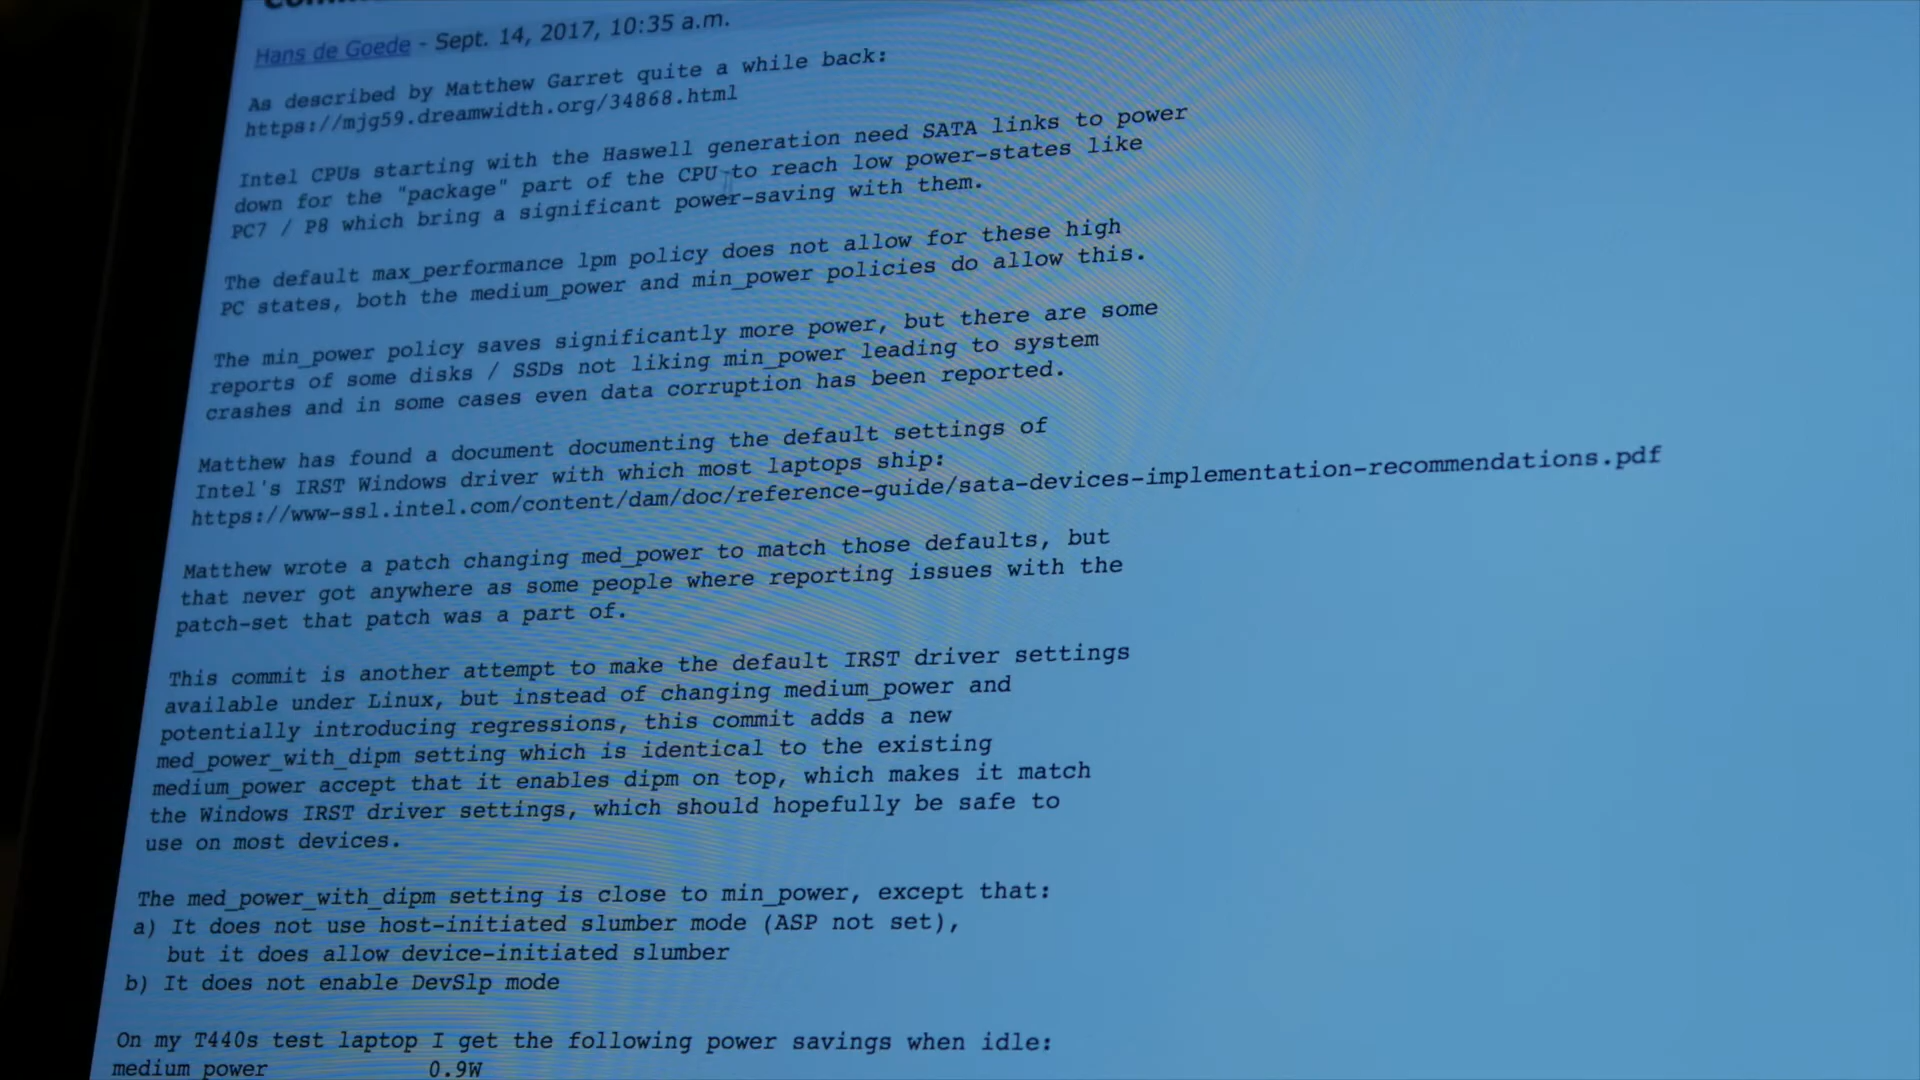 Hans de Goede - Sept. 14, 2017, 10:35 a.m.
As described by Matthew Garret quite a while back:
https://mjg59.dreamwidth.org/34868.html
Intel CPUs starting with the Haswell generation need SATA links to power
down for the "package" part of the CPU to reach low power-states like
PC7 / P8 which bring a significant power-saving with them.
The default max_performance lpm policy does not allow for these high
PC states, both the medium_power and min_power policies do allow this.
The min_power policy saves significantly more power, but there are some
reports of some disks / SSDs not liking min_power leading to system
crashes and in some cases even data corruption has been reported.
Matthew has found a document documenting the default settings of
Intel's IRST Windows driver with which most laptops ship:
https://www-ssl.intel.com/content/dam/doc/reference-guide/sata-devices-implementation-recommendations.pdf
Matthew wrote a patch changing med_power to match those defaults, but
that never got anywhere as some people where reporting issues with the
patch-set that patch was a part of.
This commit is another attempt to make the default IRST driver settings
available under Linux, but instead of changing medium_power and
potentially introducing regressions, this commit adds a new
med_power_with_dipm setting which is identical to the existing
medium_power accept that it enables dipm on top, which makes it match
the Windows IRST driver settings, which should hopefully be safe to
use on most devices.
The med_power_with_dipm setting is close to min_power, except that:
a) It does not use host-initiated slumber mode (ASP not set),
but it does allow device-initiated slumber
b) It does not enable DevSlp mode
On my T440s test laptop I get the following power savings when idle:
medium_power 0.9W